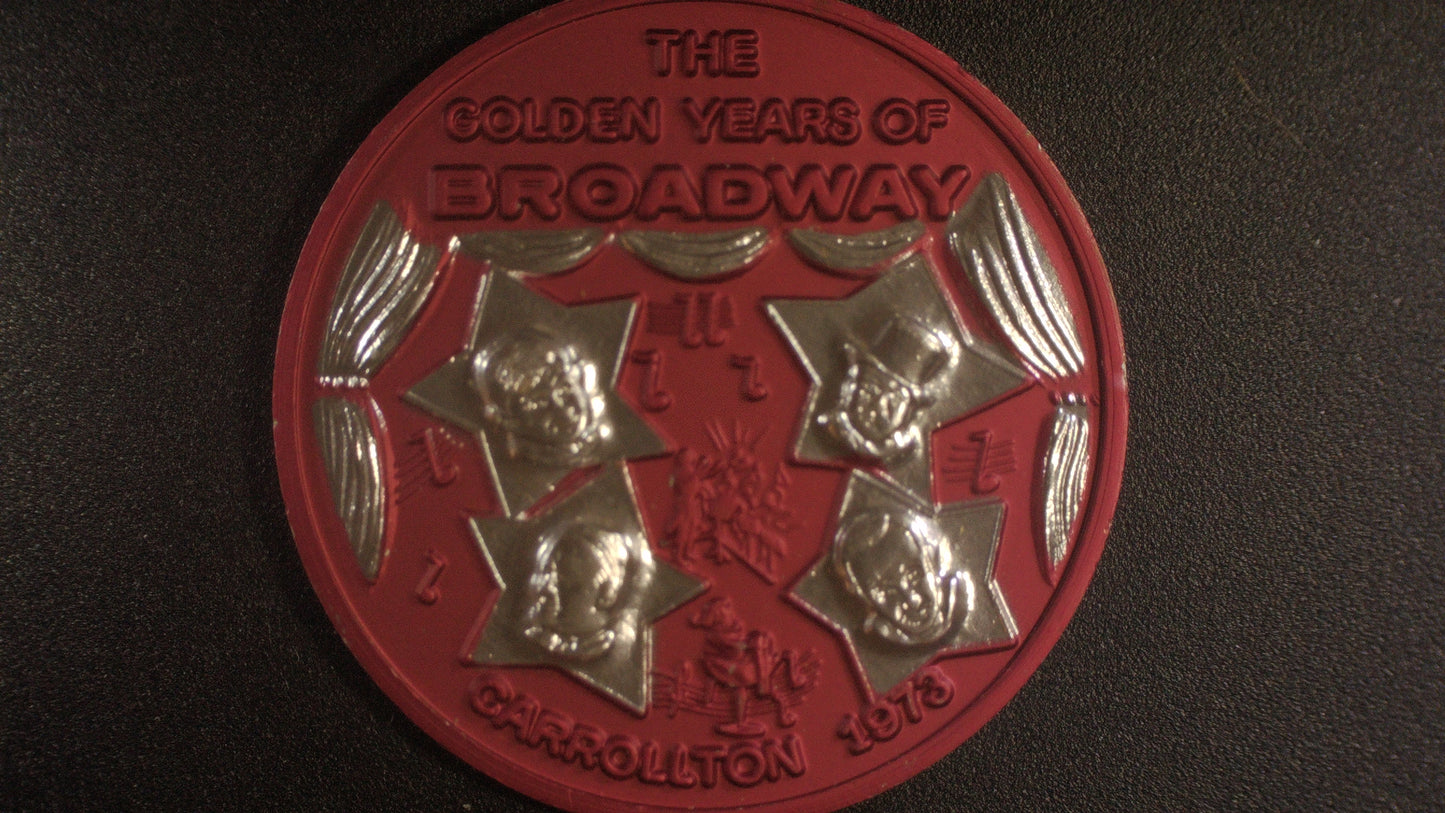 THE
GOLDEN YEARS OF
BROADWAY
CARROLLTON 1973